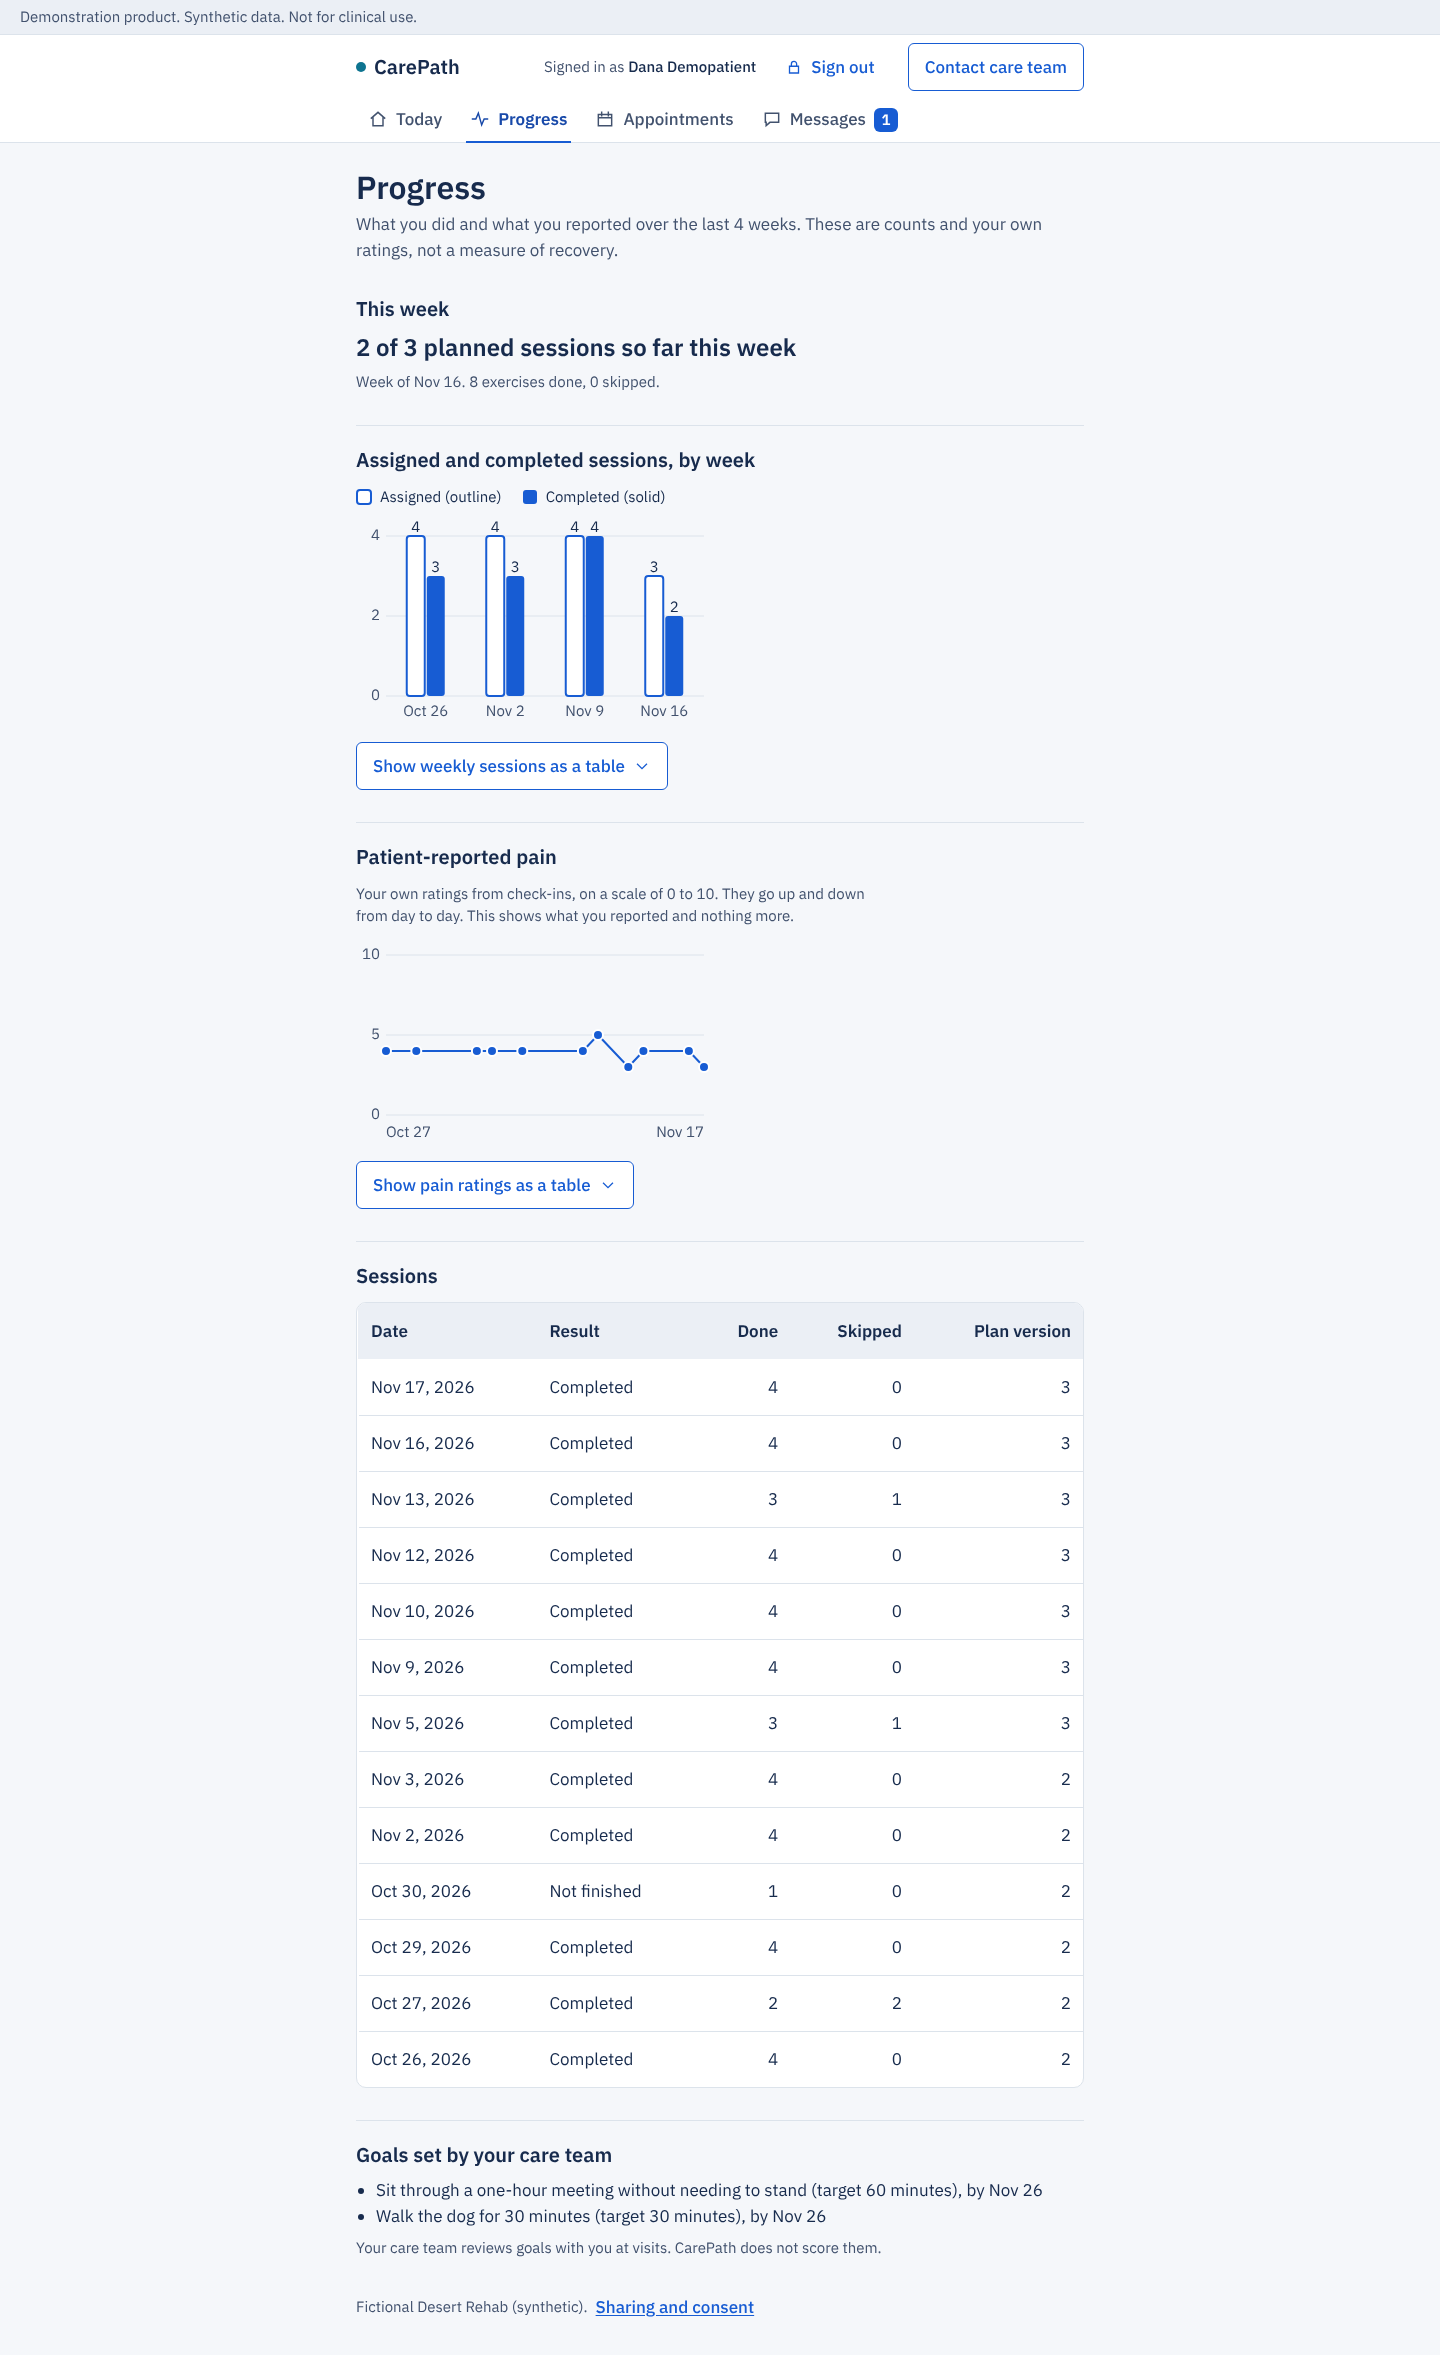 Demonstration product. Synthetic data. Not for clinical use.
CarePath
Signed in as Dana Demopatient
Sign out
Contact care team
Today
Progress
Appointments
Messages 1
Progress
What you did and what you reported over the last 4 weeks. These are counts and your own
ratings, not a measure of recovery.
This week
2 of 3 planned sessions so far this week
Week of Nov 16. 8 exercises done, 0 skipped.
Assigned and completed sessions, by week
Assigned (outline) Completed (solid)
4 4 4 4
4
3 3 3
2
2
0
Oct 26 Nov 2 Nov 9 Nov 16
Show weekly sessions as a table
Patient-reported pain
Your own ratings from check-ins, on a scale of 0 to 10. They go up and down
from day to day. This shows what you reported and nothing more.
10
5
0
Oct 27 Nov 17
Show pain ratings as a table
Sessions
Date Result Done Skipped Plan version
Nov 17, 2026 Completed 4 0 3
Nov 16, 2026 Completed 4 0 3
Nov 13, 2026 Completed 3 1 3
Nov 12, 2026 Completed 4 0 3
Nov 10, 2026 Completed 4 0 3
Nov 9, 2026 Completed 4 0 3
Nov 5, 2026 Completed 3 1 3
Nov 3, 2026 Completed 4 0 2
Nov 2, 2026 Completed 4 0 2
Oct 30, 2026 Not finished 1 0 2
Oct 29, 2026 Completed 4 0 2
Oct 27, 2026 Completed 2 2 2
Oct 26, 2026 Completed 4 0 2
Goals set by your care team
• Sit through a one-hour meeting without needing to stand (target 60 minutes), by Nov 26
• Walk the dog for 30 minutes (target 30 minutes), by Nov 26
Your care team reviews goals with you at visits. CarePath does not score them.
Fictional Desert Rehab (synthetic). Sharing and consent